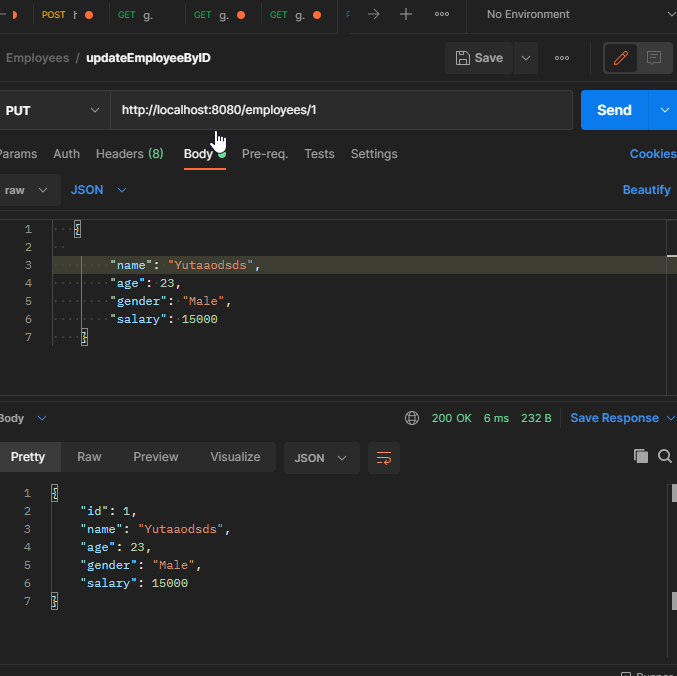 POST h GET g. GET g. GET g. P No Environment
Employees / updateEmployeeByID Save
PUT http://localhost:8080/employees/1 Send
Params Auth Headers (8) Body Pre-req. Tests Settings Cookies
raw JSON Beautify
1 {
2
3 "name": "Yutaaodsds",
4 "age": 23,
5 "gender": "Male",
6 "salary": 15000
7 }
Body 200 OK 6 ms 232 B Save Response
Pretty Raw Preview Visualize JSON
1 {
2 "id": 1,
3 "name": "Yutaaodsds",
4 "age": 23,
5 "gender": "Male",
6 "salary": 15000
7 }